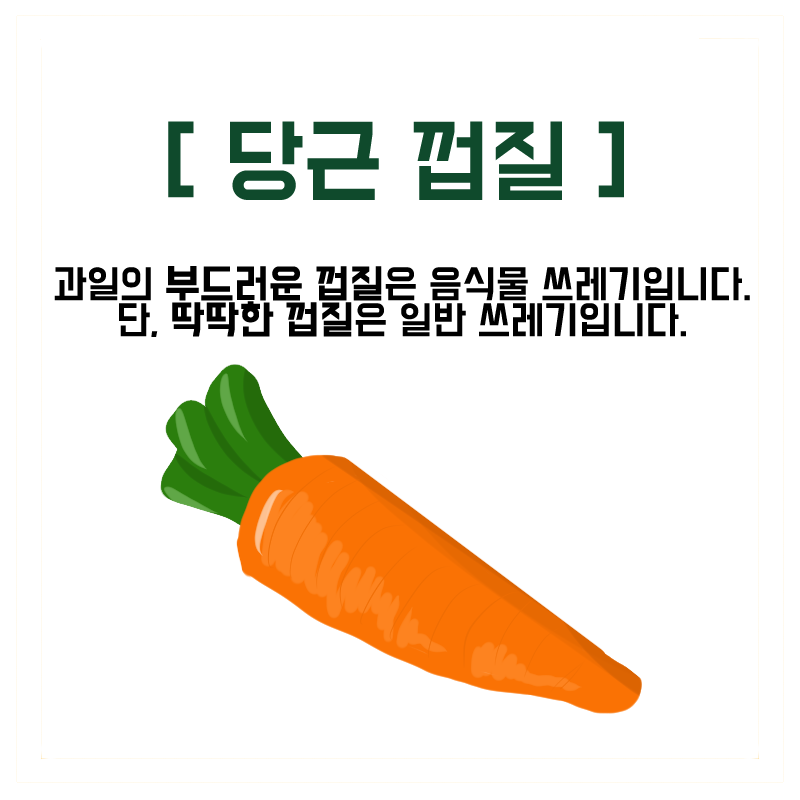 [ 당근 껍질 ]
과일의 부드러운 껍질은 음식물 쓰레기입니다.
단, 딱딱한 껍질은 일반 쓰레기입니다.